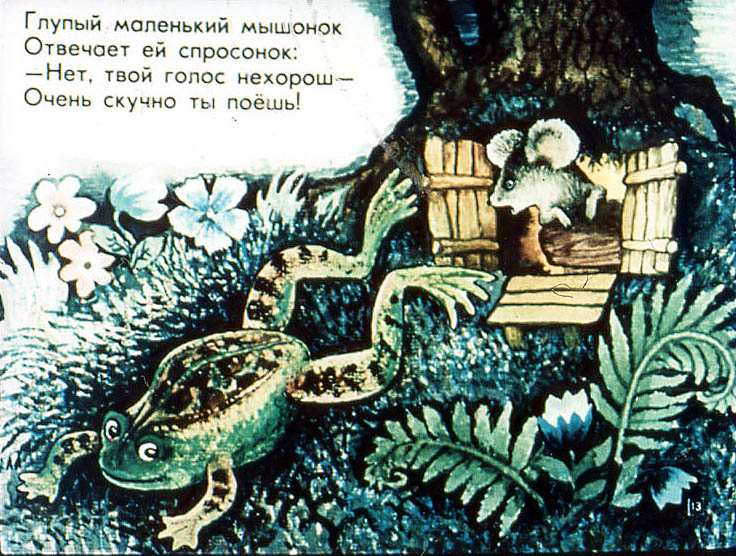 Глупый маленький мышонок
Отвечает ей спросонок:
—Нет, твой голос нехорош—
Очень скучно ты поёшь!
13